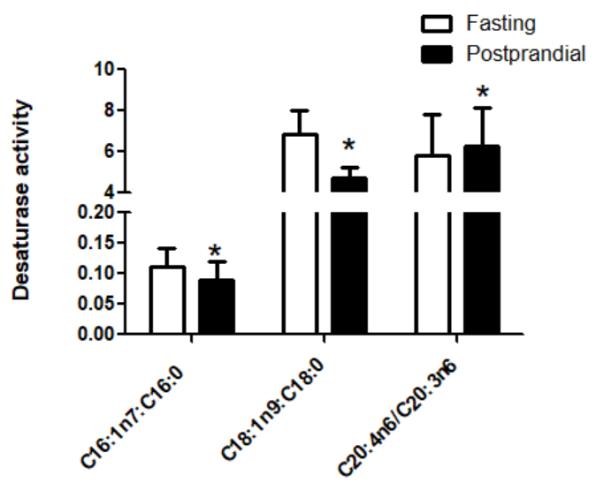 Fasting
Postprandial
Desaturase activity
10
8
6
4
0.20
0.15
0.10
0.05
0.00
*
*
*
C16:1n7:C16:0
C18:1n9:C18:0
C20:4n6/C20:3n6